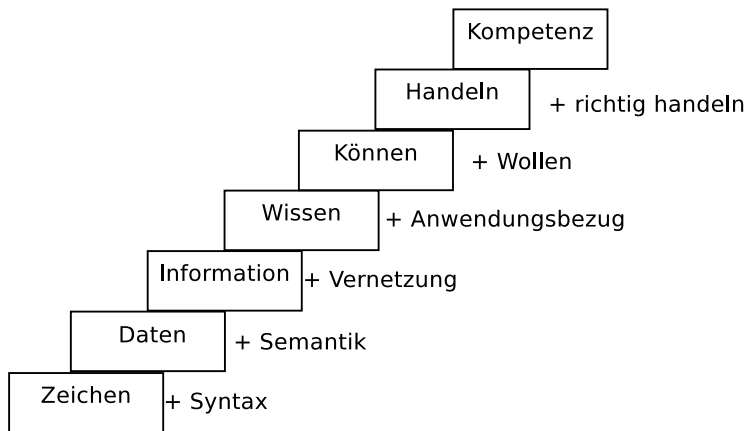 Kompetenz
Handeln
+ richtig handeln
Können
+ Wollen
Wissen
+ Anwendungsbezug
Information
+ Vernetzung
Daten
+ Semantik
Zeichen
+ Syntax